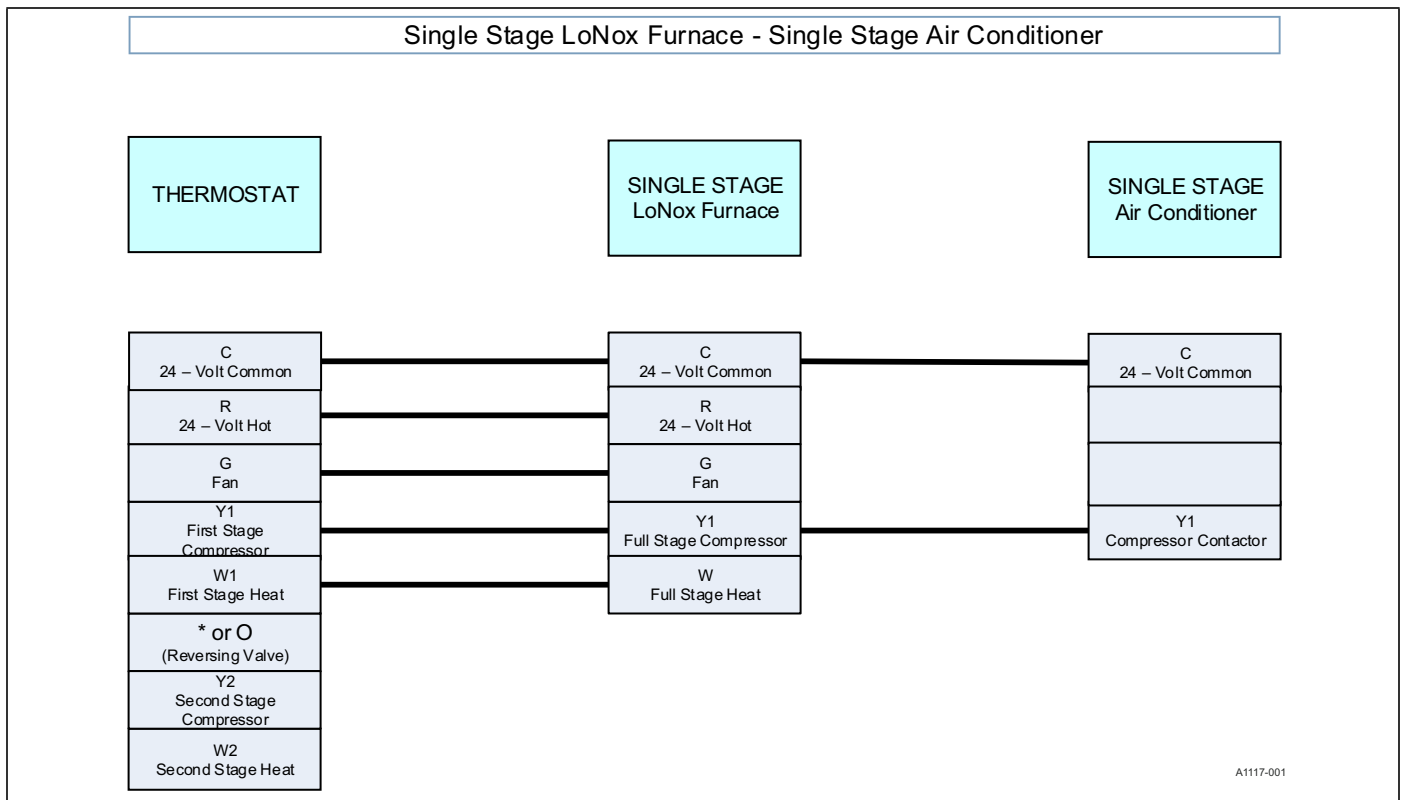 Single Stage LoNox Furnace - Single Stage Air Conditioner
THERMOSTAT
SINGLE STAGE
LoNox Furnace
SINGLE STAGE
Air Conditioner
C
24 – Volt Common
R
24 – Volt Hot
G
Fan
Y1
First Stage
Compressor
W1
First Stage Heat
* or O
(Reversing Valve)
Y2
Second Stage
Compressor
W2
Second Stage Heat
C
24 – Volt Common
R
24 – Volt Hot
G
Fan
Y1
Full Stage Compressor
W
Full Stage Heat
C
24 – Volt Common
Y1
Compressor Contactor
A1117-001